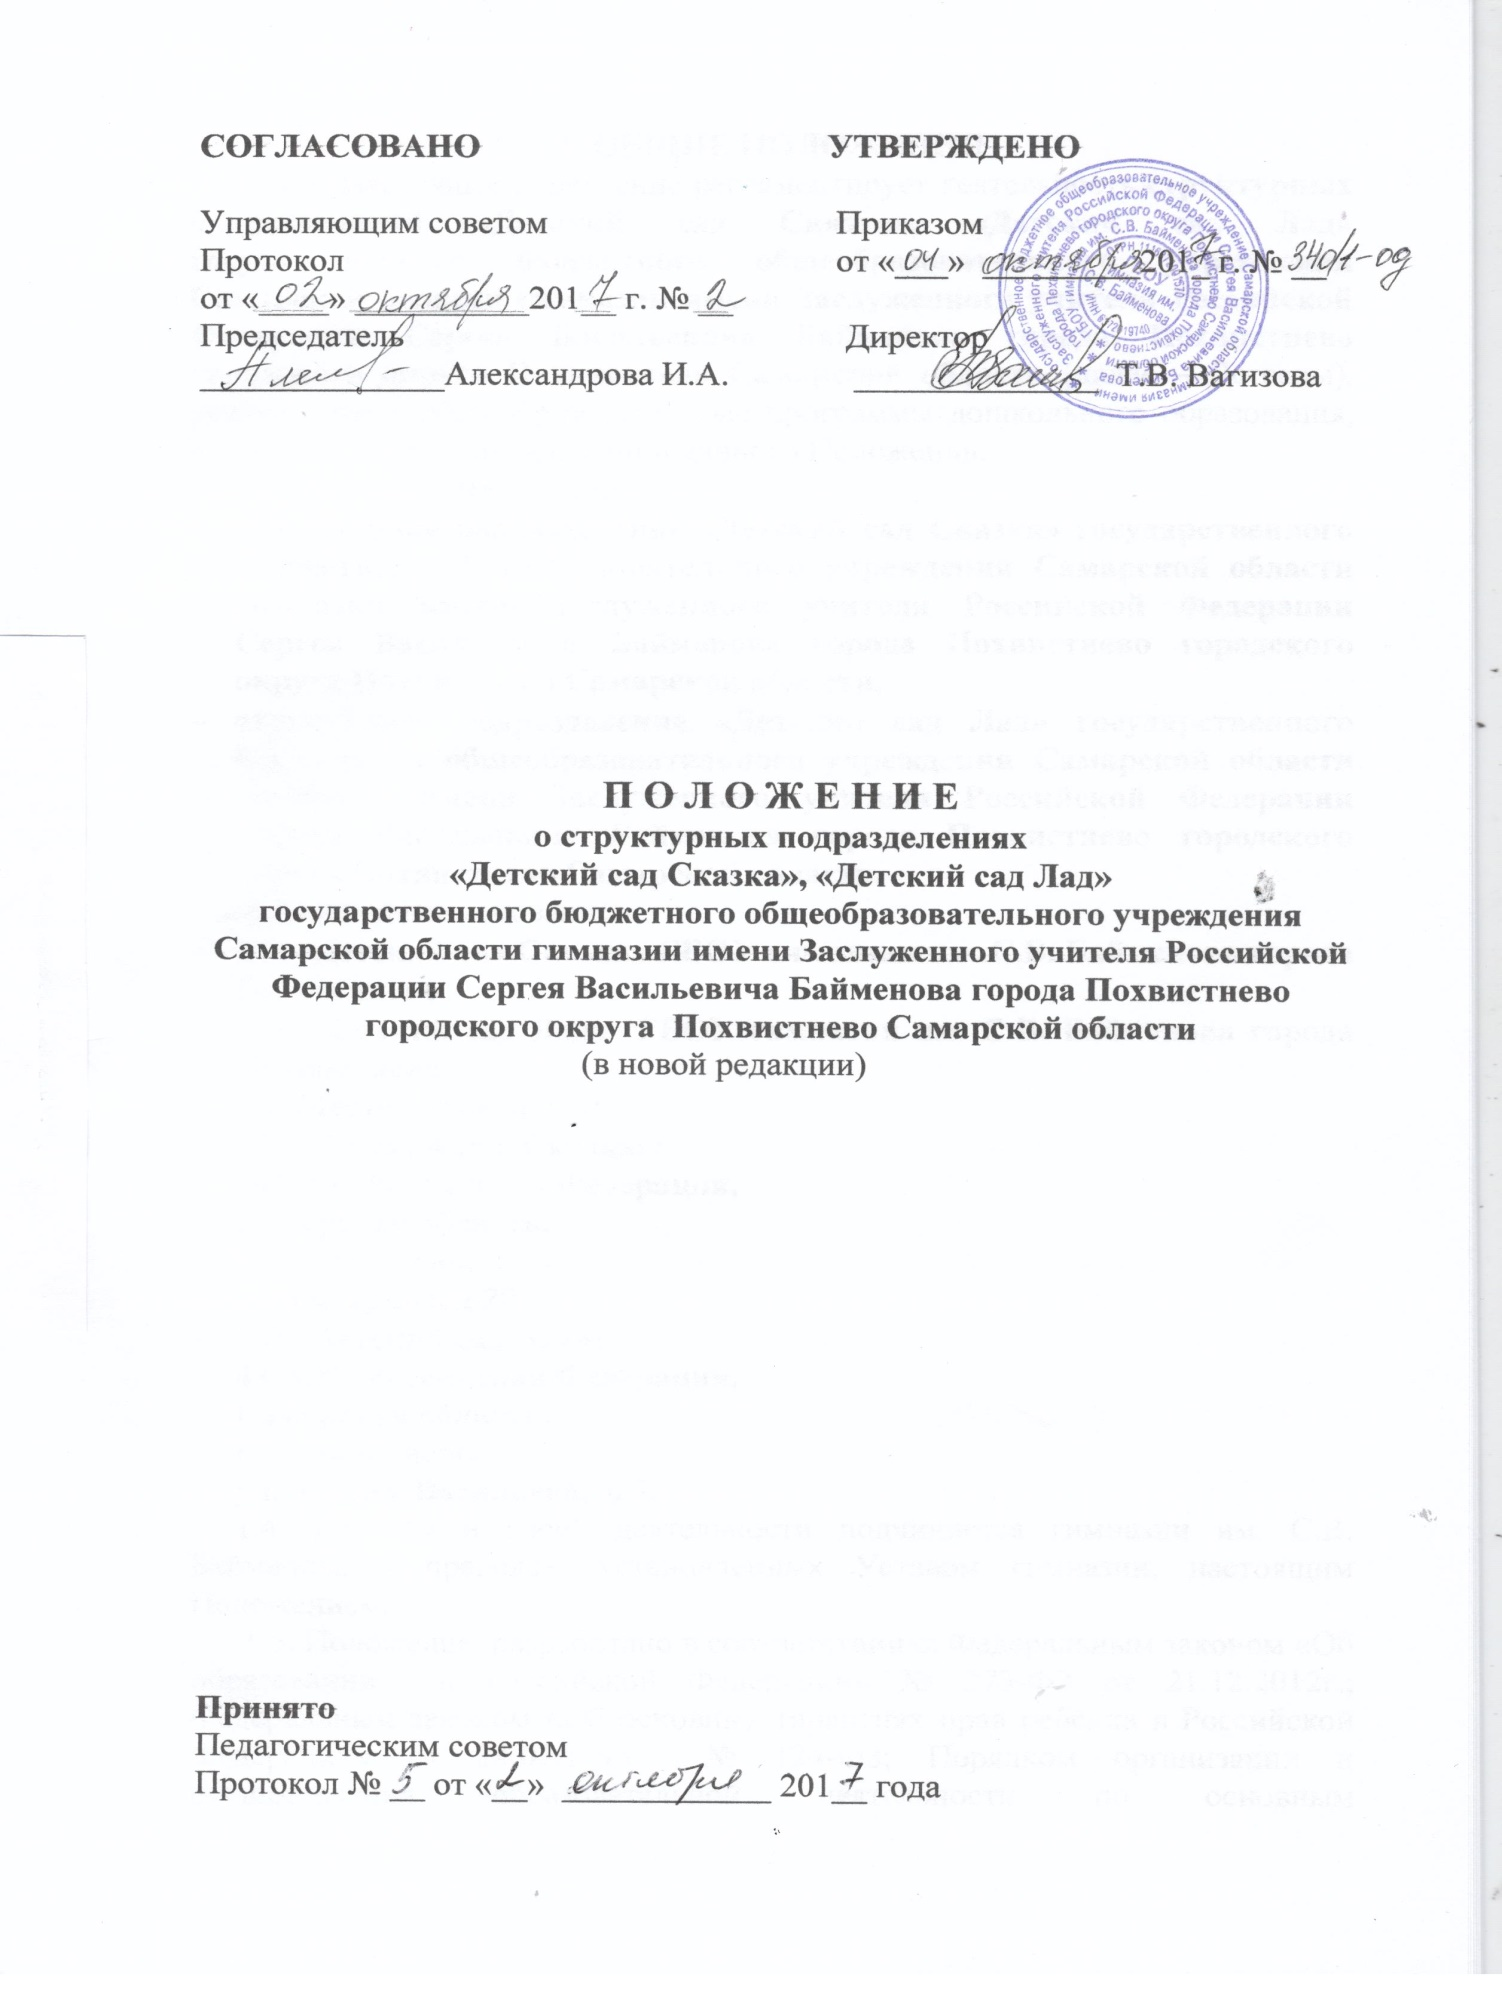 СОГЛАСОВАНО
Управляющим советом
Протокол
от «02» октября 2017 г. № 2
Председатель
Александрова И.А.
УТВЕРЖДЕНО
Приказом
от «04» октября 2017 г. № -од
Директор
Т.В. Вагизова
П О Л О Ж Е Н И Е
о структурных подразделениях
«Детский сад Сказка», «Детский сад Лад»
государственного бюджетного общеобразовательного учреждения
Самарской области гимназии имени Заслуженного учителя Российской
Федерации Сергея Васильевича Байменова города Похвистнево
городского округа Похвистнево Самарской области
(в новой редакции)
Принято
Педагогическим советом
Протокол № 5 от «2» октября 2017 года